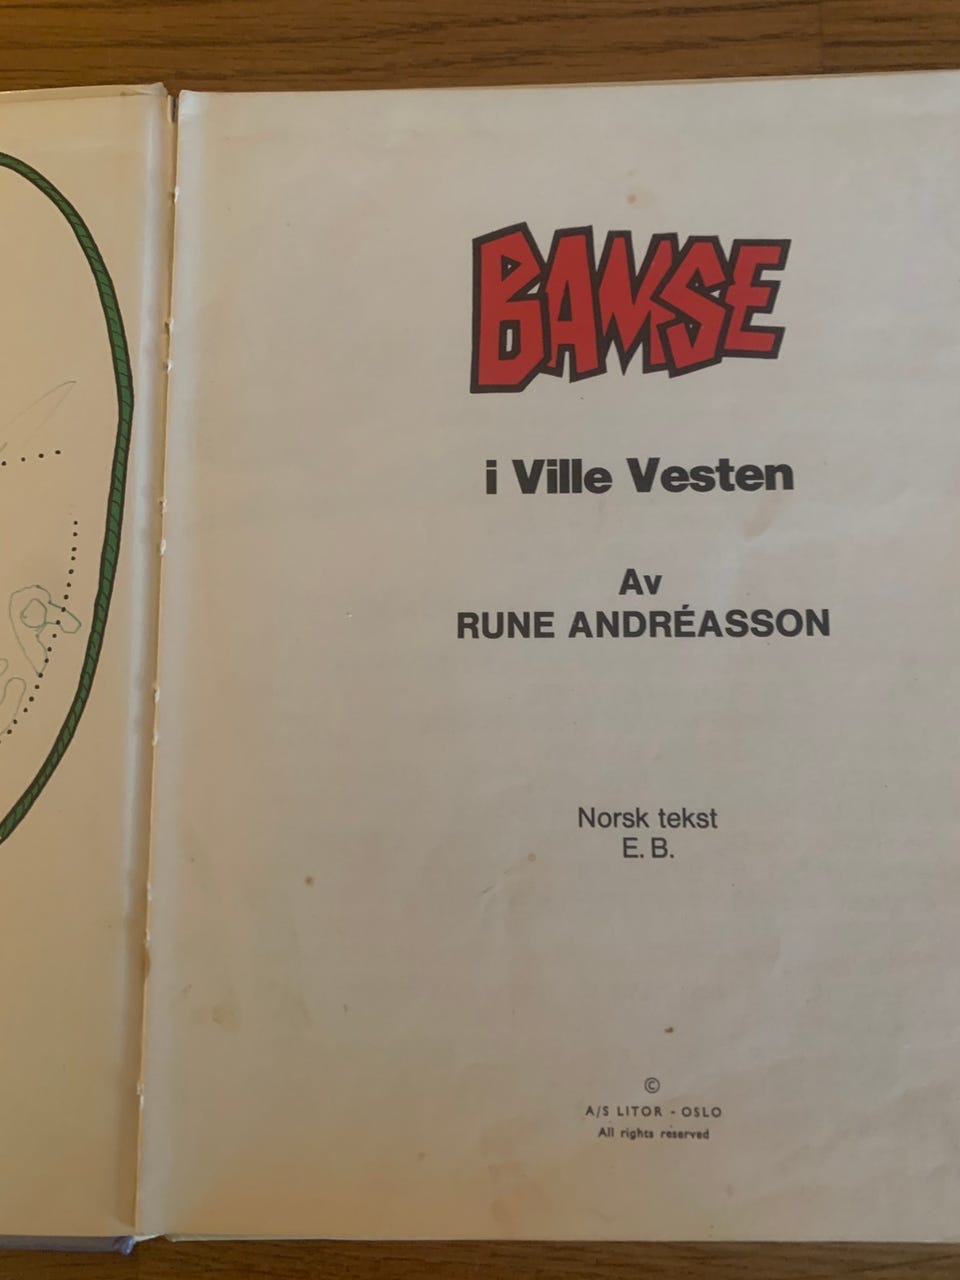 BAMSE
i Ville Vesten
Av
RUNE ANDRÉASSON
Norsk tekst
E. B.
©
A/S LITOR - OSLO
All rights reserved